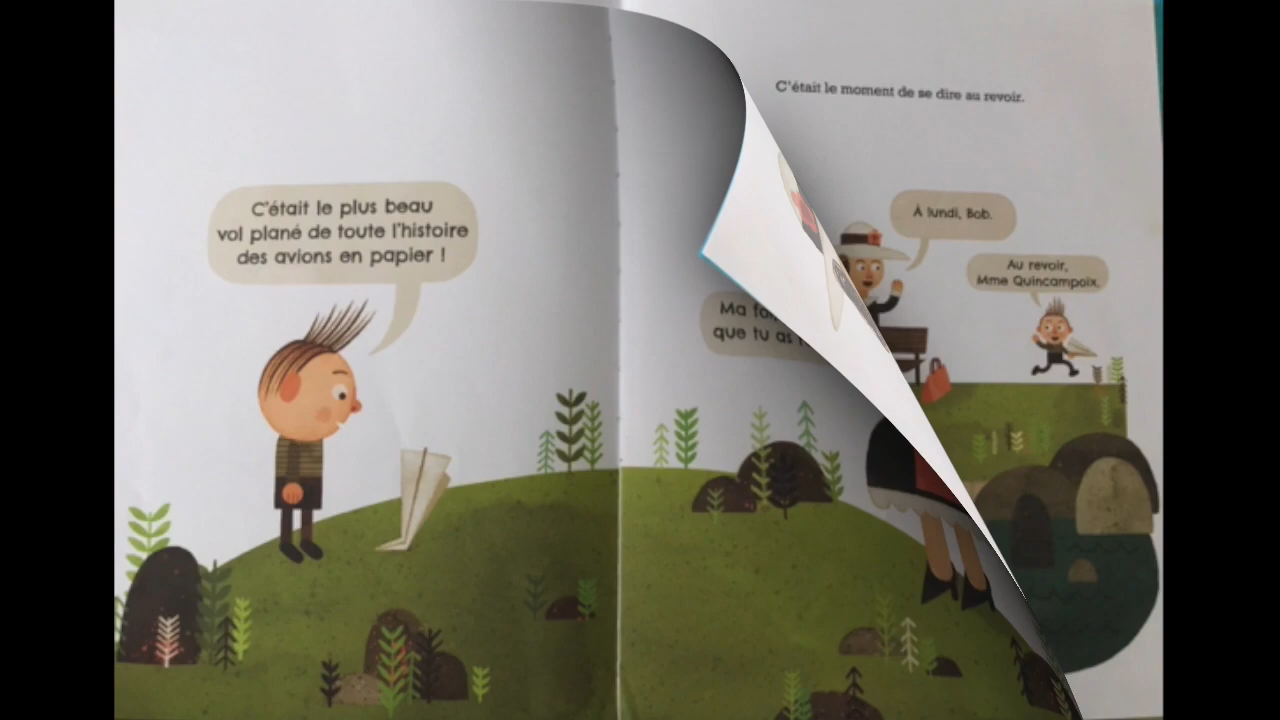 C'était le plus beau
vol plané de toute l'histoire
des avions en papier !
Ma
que tu as
C'était le moment de se dire au revoir.
À lundi, Bob.
Au revoir,
Mme Quincampoix.